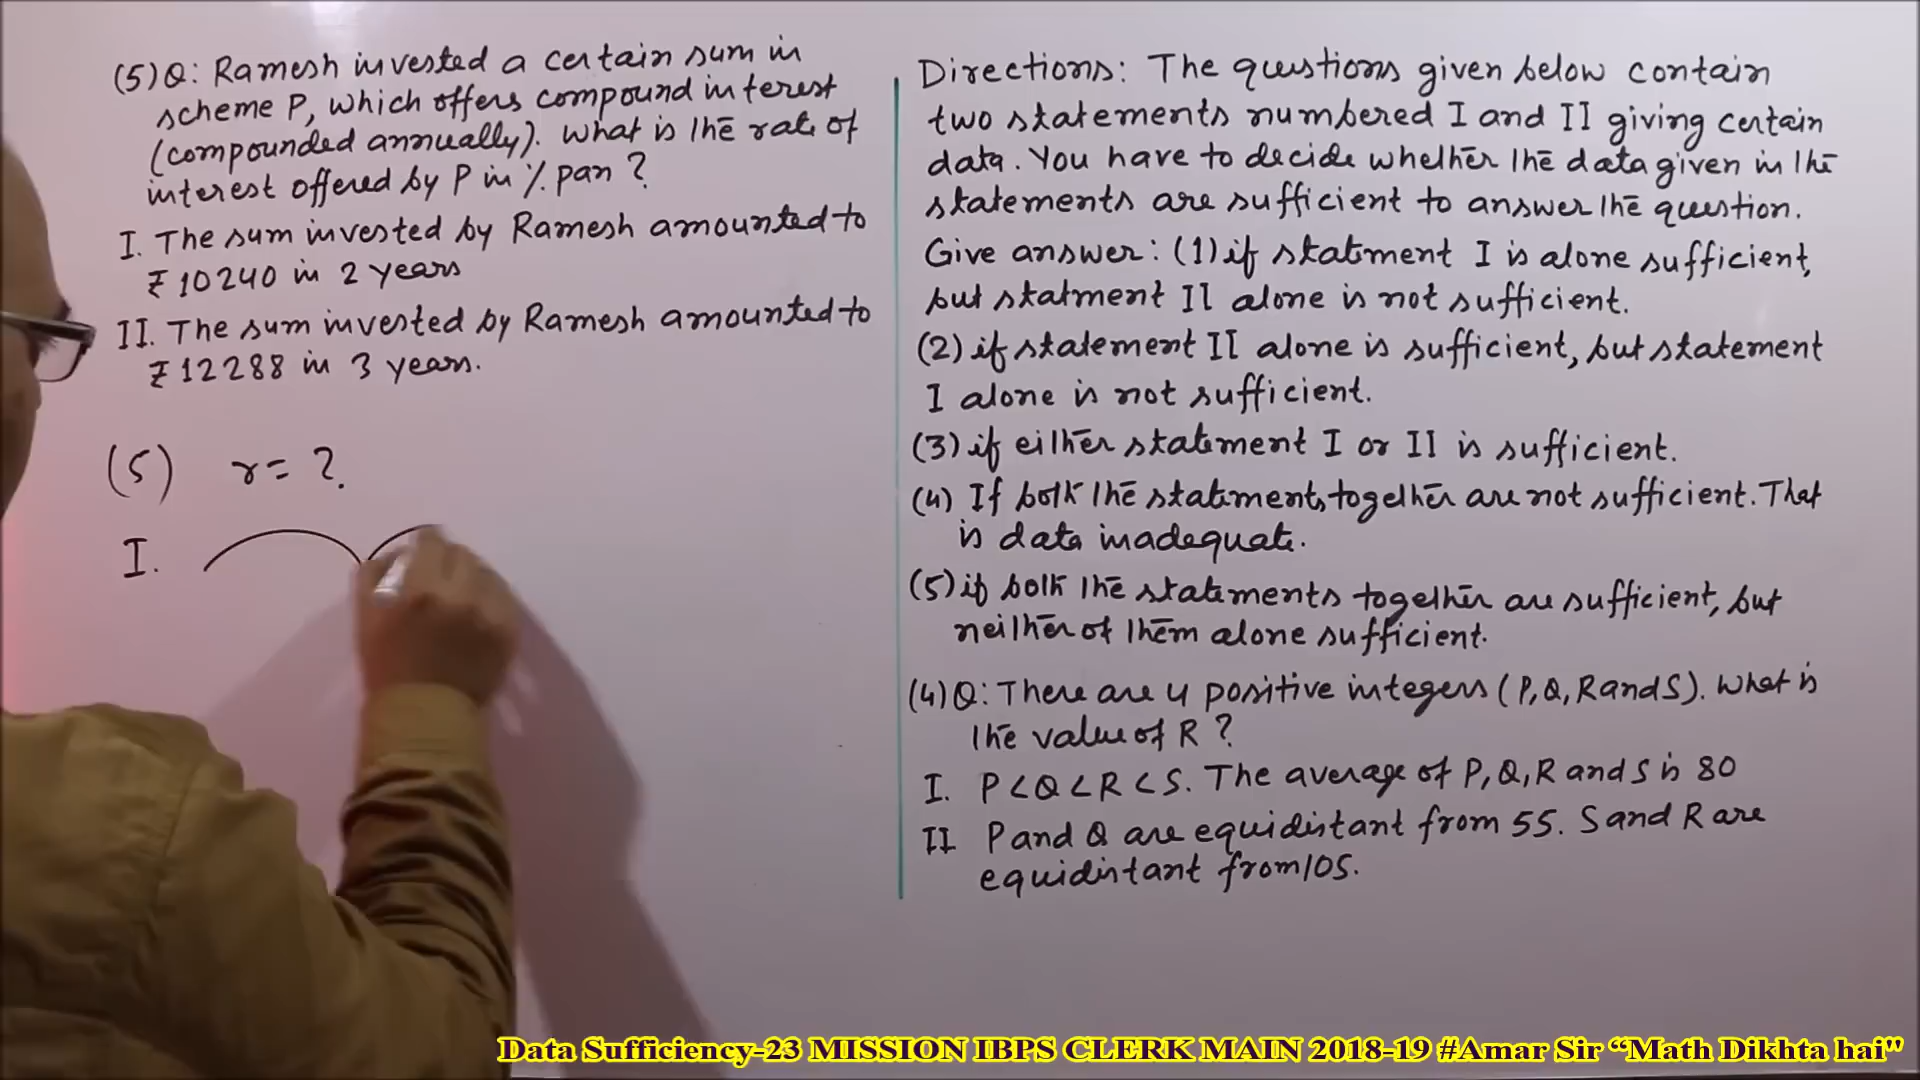 (5) Q: Ramesh invested a certain sum in
scheme P, which offers compound interest
(compounded annually). What is the rate of
interest offered by P in % pan ?
I. The sum invested by Ramesh amounted to
₹ 10240 in 2 years
II. The sum invested by Ramesh amounted to
₹ 12288 in 3 years.
(5) r = ?
I.
Directions: The questions given below contain
two statements numbered I and II giving certain
data. You have to decide whether the data given in the
statements are sufficient to answer the question.
Give answer: (1) if statment I is alone sufficient,
but statment II alone is not sufficient.
(2) if statement II alone is sufficient, but statement
I alone is not sufficient.
(3) if either statement I or II is sufficient.
(4) If both the statements together are not sufficient. That
is data inadequate.
(5) if both the statements together are sufficient, but
neither of them alone sufficient.
(4) Q: There are 4 positive integers (P, Q, R and S). What is
the value of R ?
I. P < Q < R < S. The average of P, Q, R and S is 80
II P and Q are equidistant from 55. S and R are
equidistant from 105.
Data Sufficiency-23 MISSION IBPS CLERK MAIN 2018-19 #Amar Sir “Math Dikhta hai"